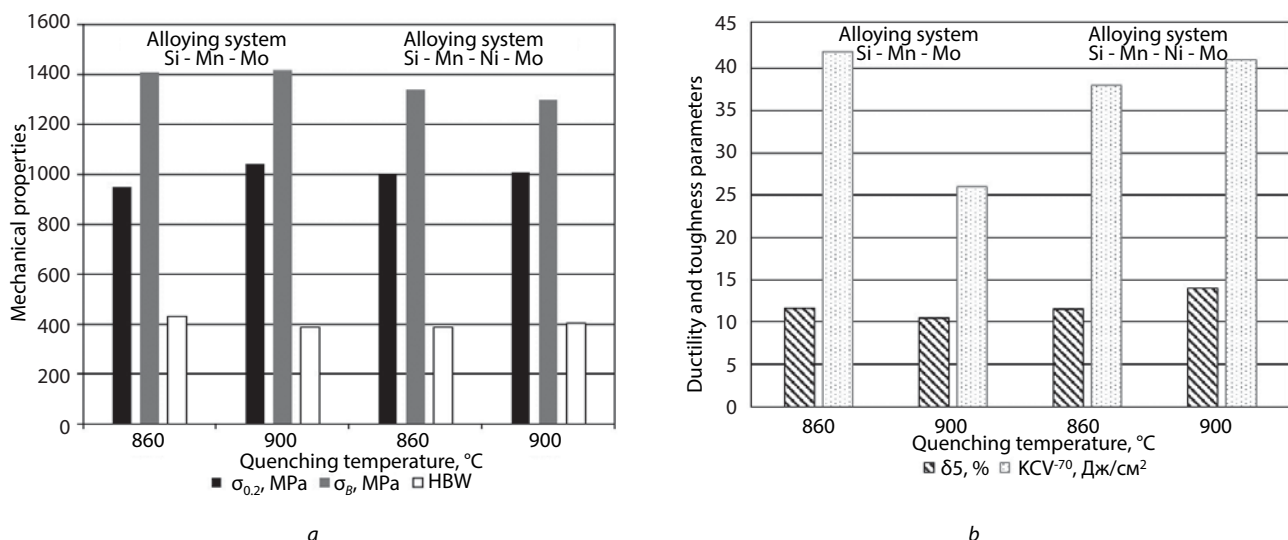 1600
1400
1200
1000
800
600
400
200
0
Mechanical properties
Alloying system
Si - Mn - Mo
Alloying system
Si - Mn - Ni - Mo
860 900 860 900
Quenching temperature, °C
σ0.2, MPa σB, MPa HBW
a
45
40
35
30
25
20
15
10
5
0
Ductility and toughness parameters
Alloying system
Si - Mn - Mo
Alloying system
Si - Mn - Ni - Mo
860 900 860 900
Quenching temperature, °C
δ5, % KCV-70, Дж/см²
b